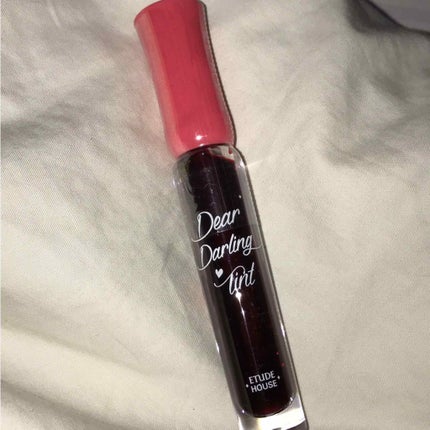 Dear
Darling
tint
ETUDE
HOUSE